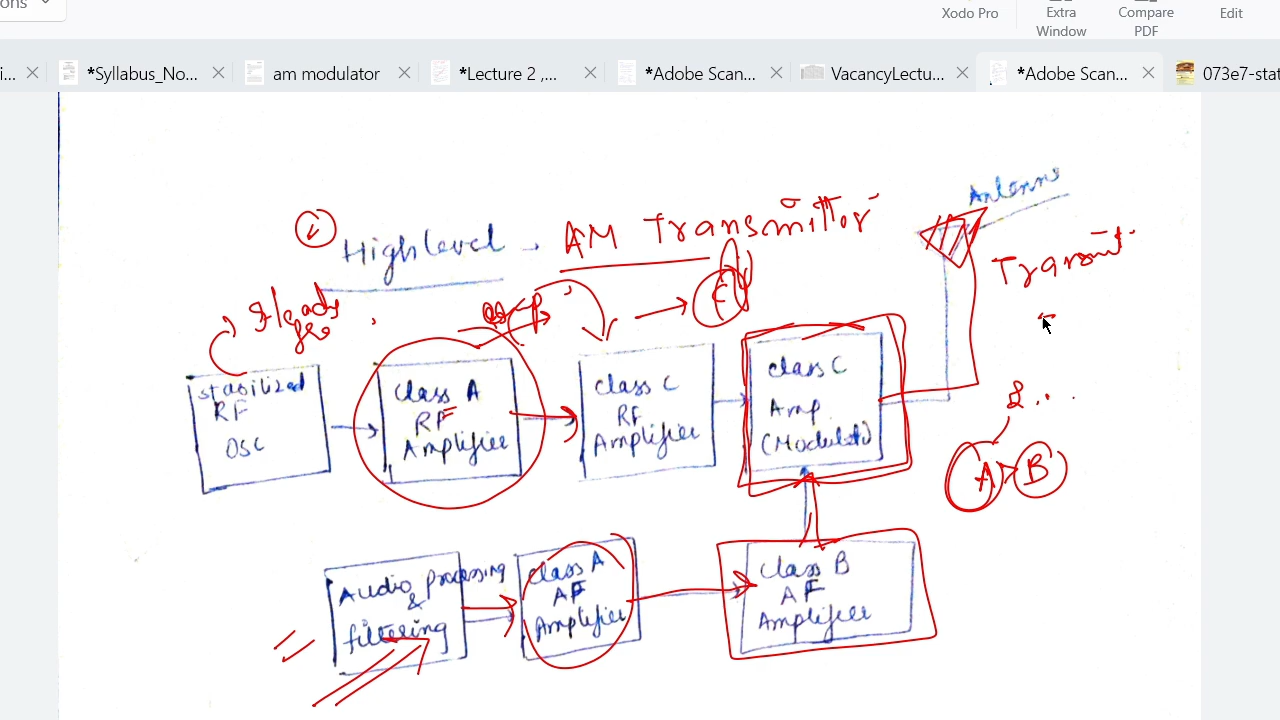 ons
Xodo Pro
Extra
Window
Compare
PDF
Edit
i...
*Syllabus_No...
am modulator
*Lecture 2 ,...
*Adobe Scan...
VacancyLectu...
*Adobe Scan...
073e7-stat
Antenna
High level AM Transmitter
Transmit
stabilized
RF
OSC
Class A
RF
Amplifier
Class C
RF
Amplifier
Class C
Amp.
(Modulat)
A > B
Audio processing
&
filtering
Class A
AF
Amplifier
Class B
AF
Amplifier